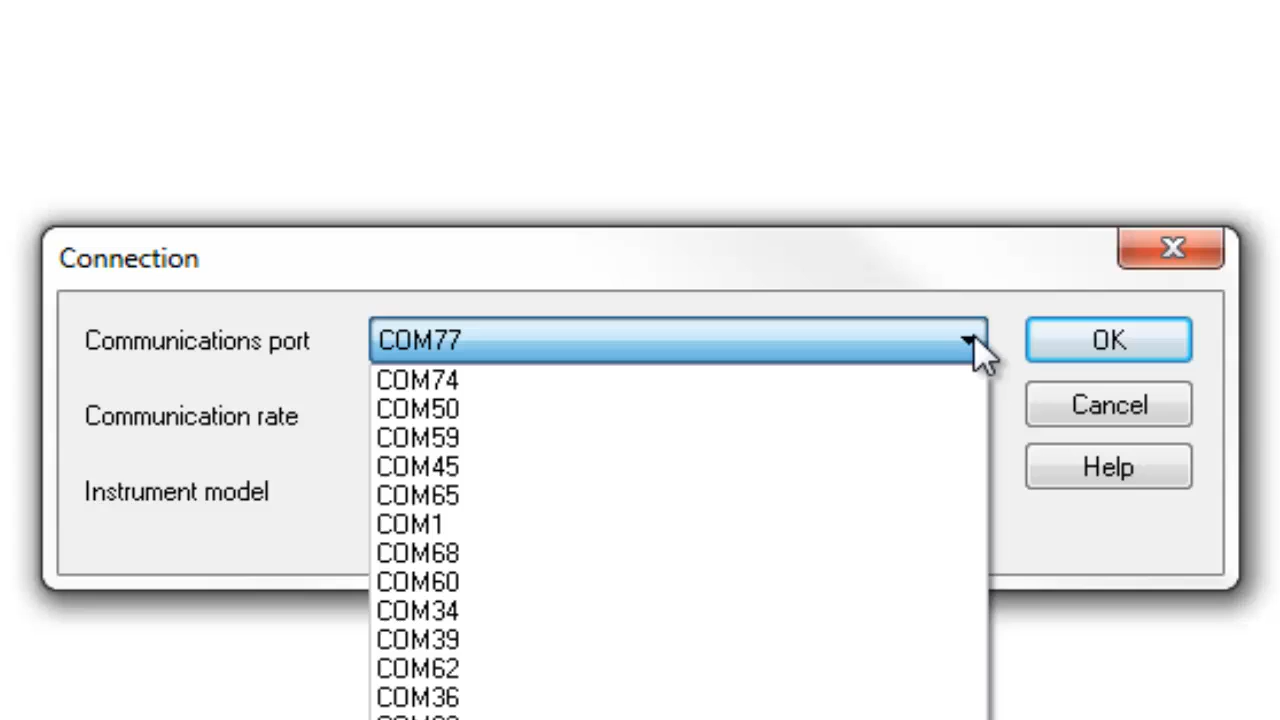 Connection
Communications port
COM77
OK
COM74
COM50
Communication rate
Cancel
COM59
COM45
Help
COM65
Instrument model
COM1
COM68
COM60
COM34
COM39
COM62
COM36